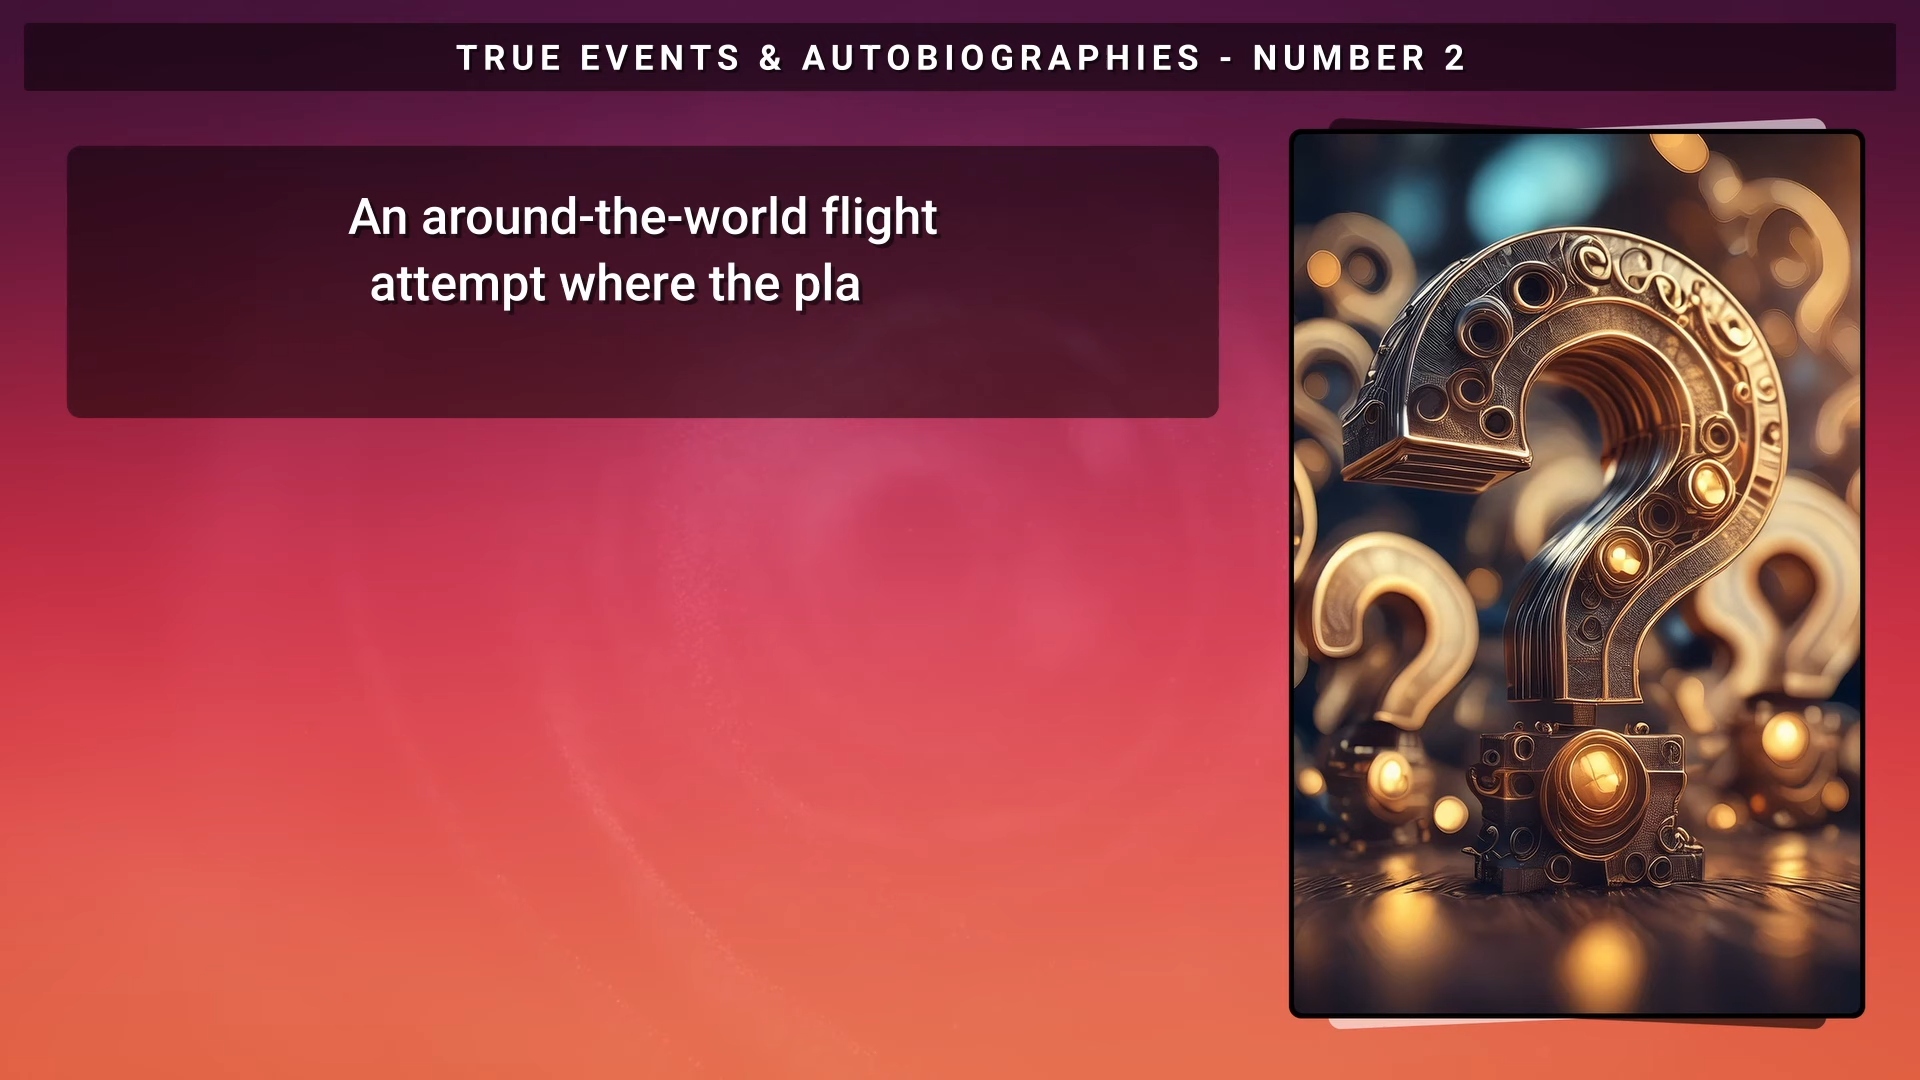 TRUE EVENTS & AUTOBIOGRAPHIES - NUMBER 2
An around-the-world flight
attempt where the pla